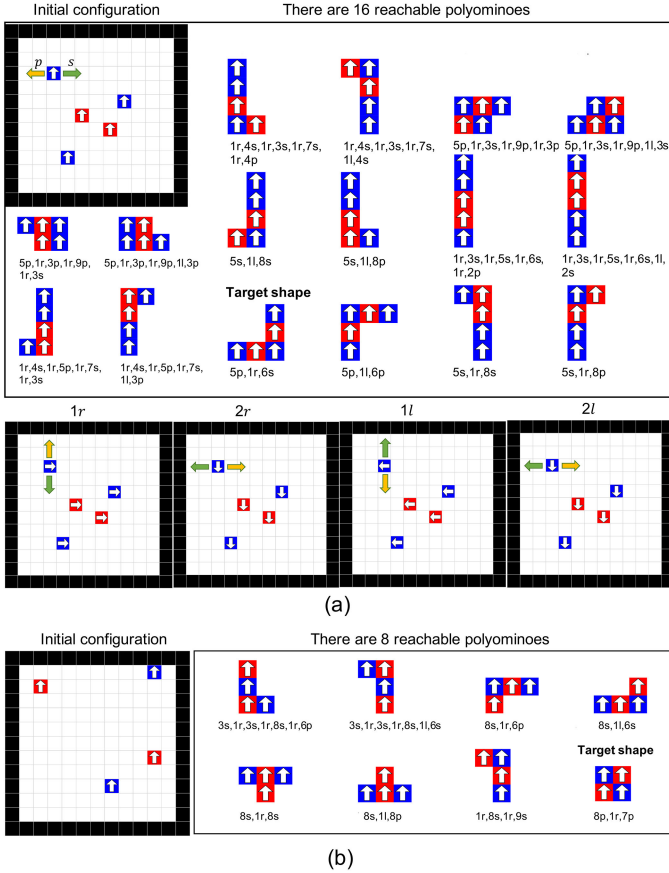 Initial configuration
There are 16 reachable polyominoes
p
s
1r,4s,1r,3s,1r,7s,
1r,4p
1r,4s,1r,3s,1r,7s,
1l,4s
5p,1r,3s,1r,9p,1r,3p
5p,1r,3s,1r,9p,1l,3s
5p,1r,3p,1r,9p,
1r,3s
5p,1r,3p,1r,9p,1l,3p
5s,1l,8s
5s,1l,8p
1r,3s,1r,5s,1r,6s,
1r,2p
1r,3s,1r,5s,1r,6s,1l,
2s
1r,4s,1r,5p,1r,7s,
1r,3s
1r,4s,1r,5p,1r,7s,
1l,3p
Target shape
5p,1r,6s
5p,1l,6p
5s,1r,8s
5s,1r,8p
1r
2r
1l
2l
(a)
Initial configuration
There are 8 reachable polyominoes
3s,1r,3s,1r,8s,1r,6p
3s,1r,3s,1r,8s,1l,6s
8s,1r,6p
8s,1l,6s
Target shape
8s,1r,8s
8s,1l,8p
1r,8s,1r,9s
8p,1r,7p
(b)